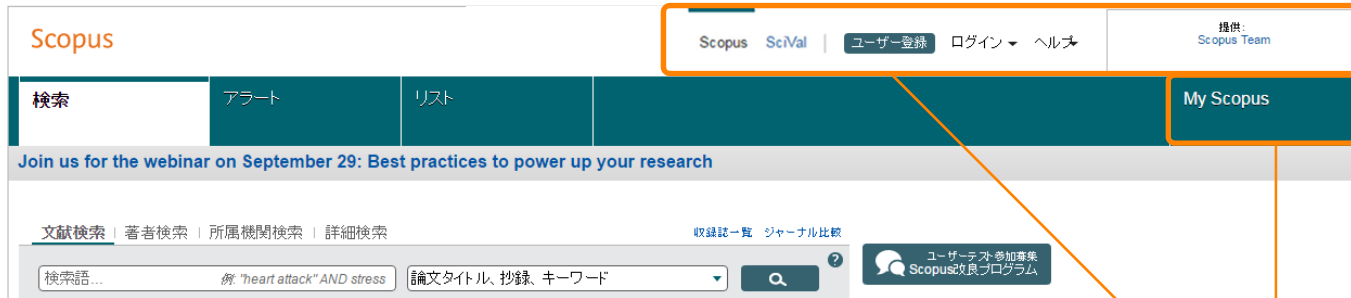 提供:
Scopus
Scopus SciVal | ユーザー登録 ログイン ヘルプ
Scopus Team
検索 アラート リスト My Scopus
Join us for the webinar on September 29: Best practices to power up your research
文献検索 | 著者検索 | 所属機関検索 | 詳細検索 収録誌一覧 ジャーナル比較
ユーザーテスト参加募集
Scopus改良プログラム
検索語... 例: "heart attack" AND stress 論文タイトル、抄録、キーワード ?